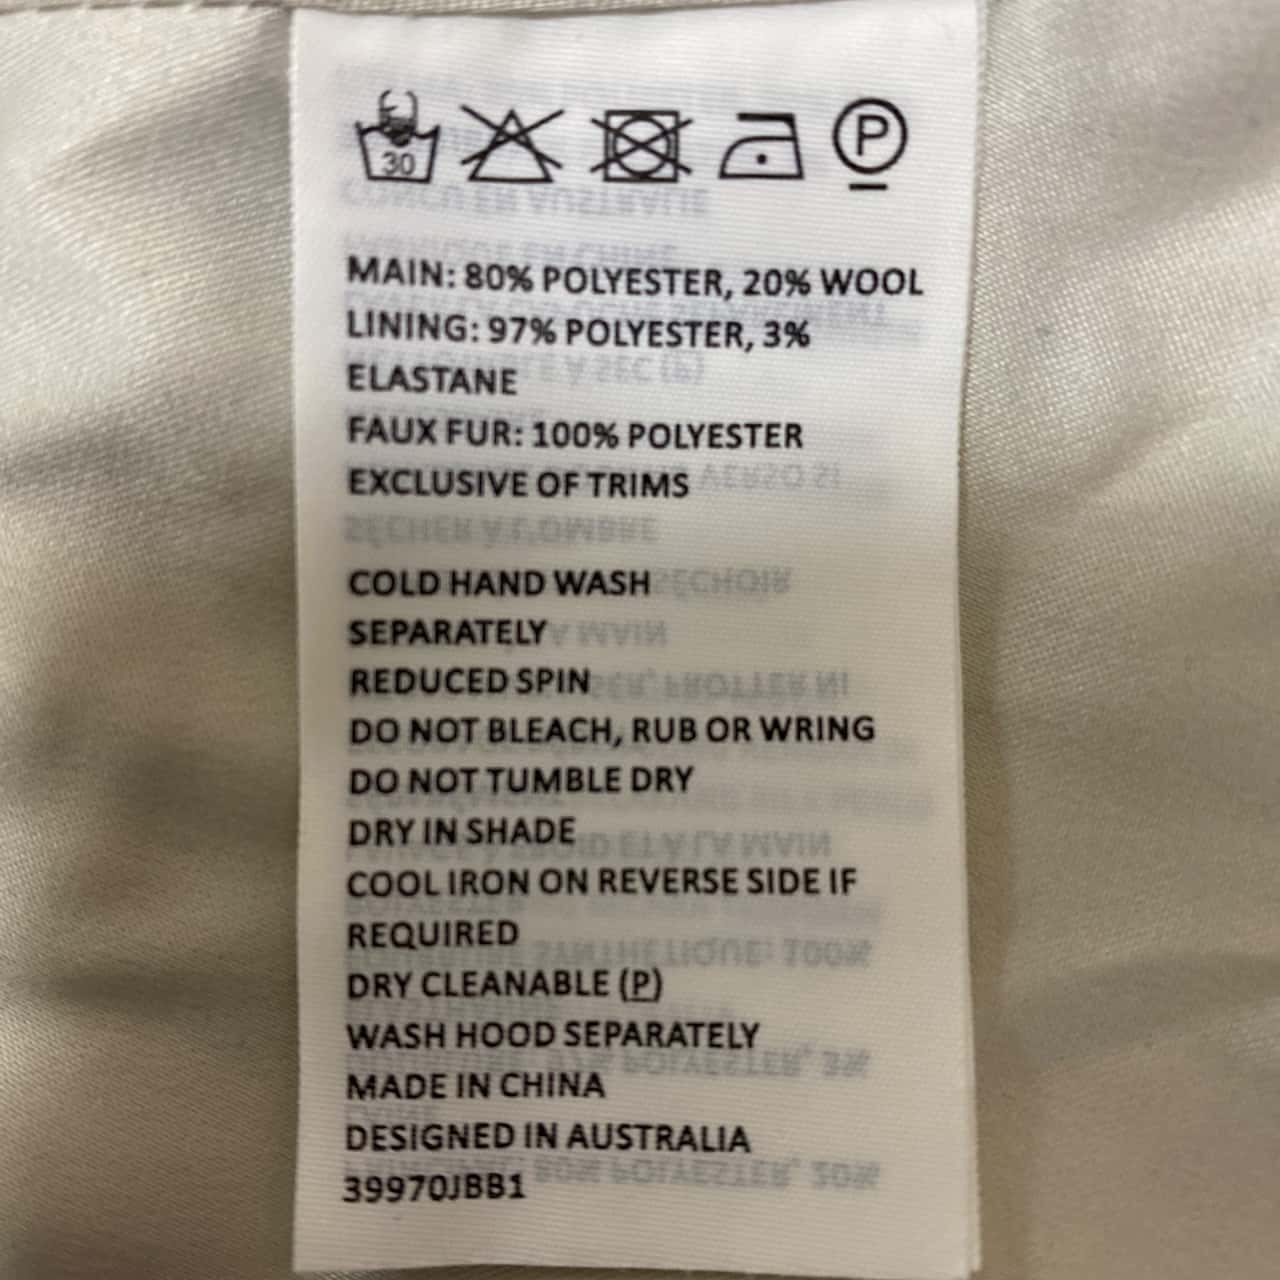 30
P
MAIN: 80% POLYESTER, 20% WOOL
LINING: 97% POLYESTER, 3%
ELASTANE
FAUX FUR: 100% POLYESTER
EXCLUSIVE OF TRIMS
COLD HAND WASH
SEPARATELY
REDUCED SPIN
DO NOT BLEACH, RUB OR WRING
DO NOT TUMBLE DRY
DRY IN SHADE
COOL IRON ON REVERSE SIDE IF
REQUIRED
DRY CLEANABLE (P)
WASH HOOD SEPARATELY
MADE IN CHINA
DESIGNED IN AUSTRALIA
39970JBB1